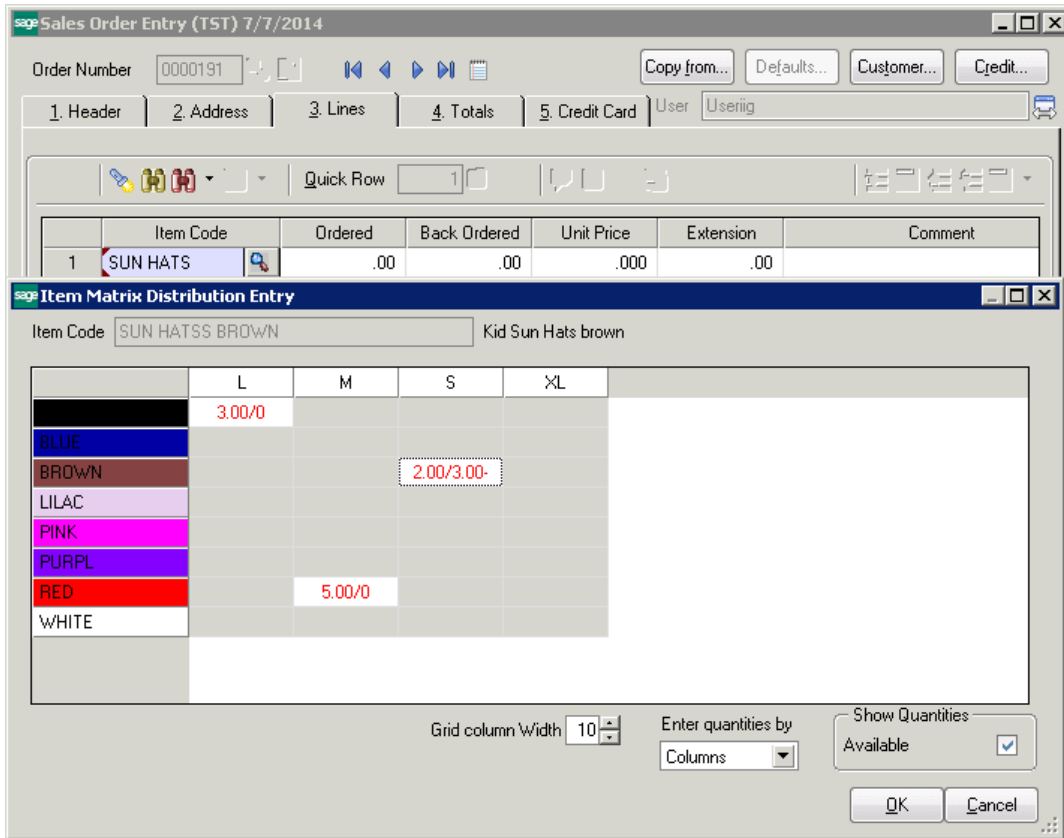 sage Sales Order Entry (TST) 7/7/2014
Order Number 0000191 Copy from... Defaults... Customer... Credit...
1. Header 2. Address 3. Lines 4. Totals 5. Credit Card User Useriig
Quick Row 1
Item Code Ordered Back Ordered Unit Price Extension Comment
1 SUN HATS .00 .00 .000 .00
sage Item Matrix Distribution Entry
Item Code SUN HATSS BROWN Kid Sun Hats brown
L M S XL
3.00/0
BLUE
BROWN 2.00/3.00-
LILAC
PINK
PURPL
RED 5.00/0
WHITE
Grid column Width 10 Enter quantities by Show Quantities
Columns Available
OK Cancel